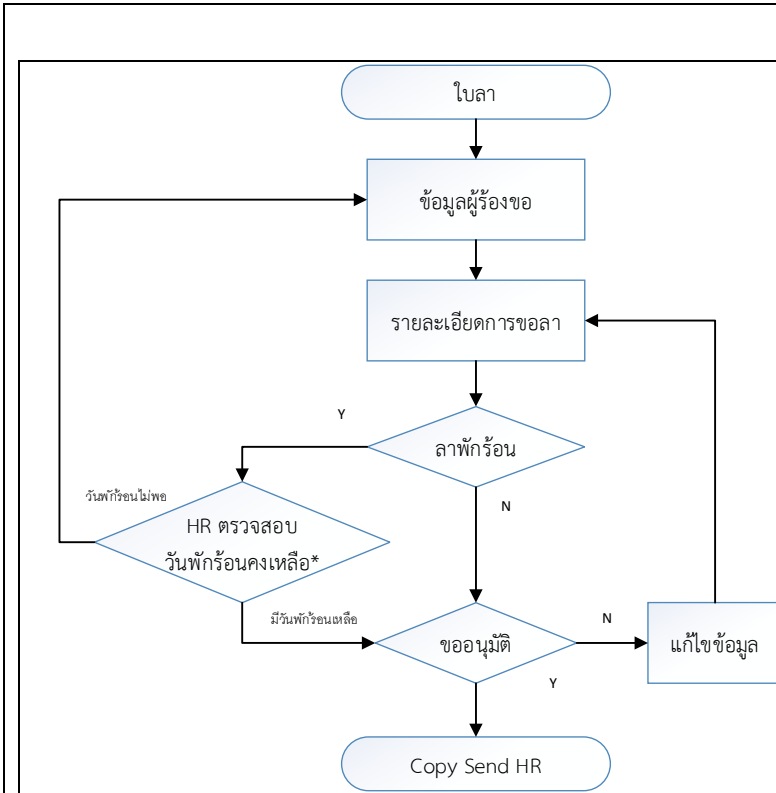 ใบลา
ข้อมูลผู้ร้องขอ
รายละเอียดการขอลา
Y
ลาพักร้อน
วันพักร้อนไม่พอ
N
HR ตรวจสอบ
วันพักร้อนคงเหลือ*
มีวันพักร้อนเหลือ
ขออนุมัติ
N
แก้ไขข้อมูล
Y
Copy Send HR